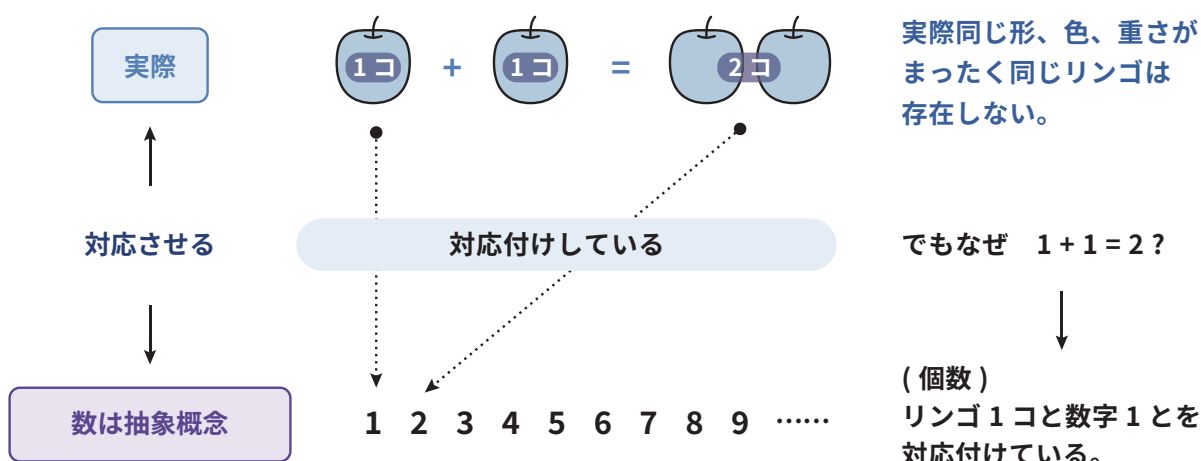 実際
1コ + 1コ = 2コ
実際同じ形、色、重さが
まったく同じリンゴは
存在しない。
対応させる
対応付けしている
でもなぜ 1 + 1 = 2 ?
数は抽象概念
1 2 3 4 5 6 7 8 9 ……
( 個数 )
リンゴ 1 コと数字 1 とを
対応付けている。